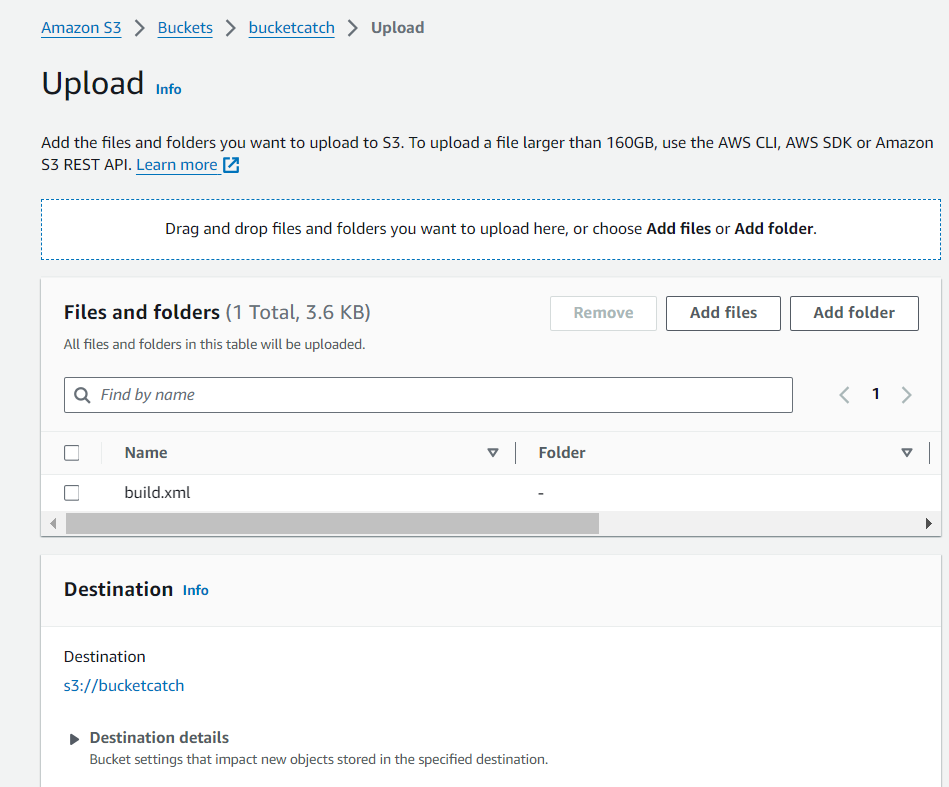 Amazon S3 > Buckets > bucketcatch > Upload
Upload Info
Add the files and folders you want to upload to S3. To upload a file larger than 160GB, use the AWS CLI, AWS SDK or Amazon
S3 REST API. Learn more
Drag and drop files and folders you want to upload here, or choose Add files or Add folder.
Files and folders (1 Total, 3.6 KB)
Remove
Add files
Add folder
All files and folders in this table will be uploaded.
Find by name
1
Name
Folder
build.xml
-
Destination Info
Destination
s3://bucketcatch
Destination details
Bucket settings that impact new objects stored in the specified destination.